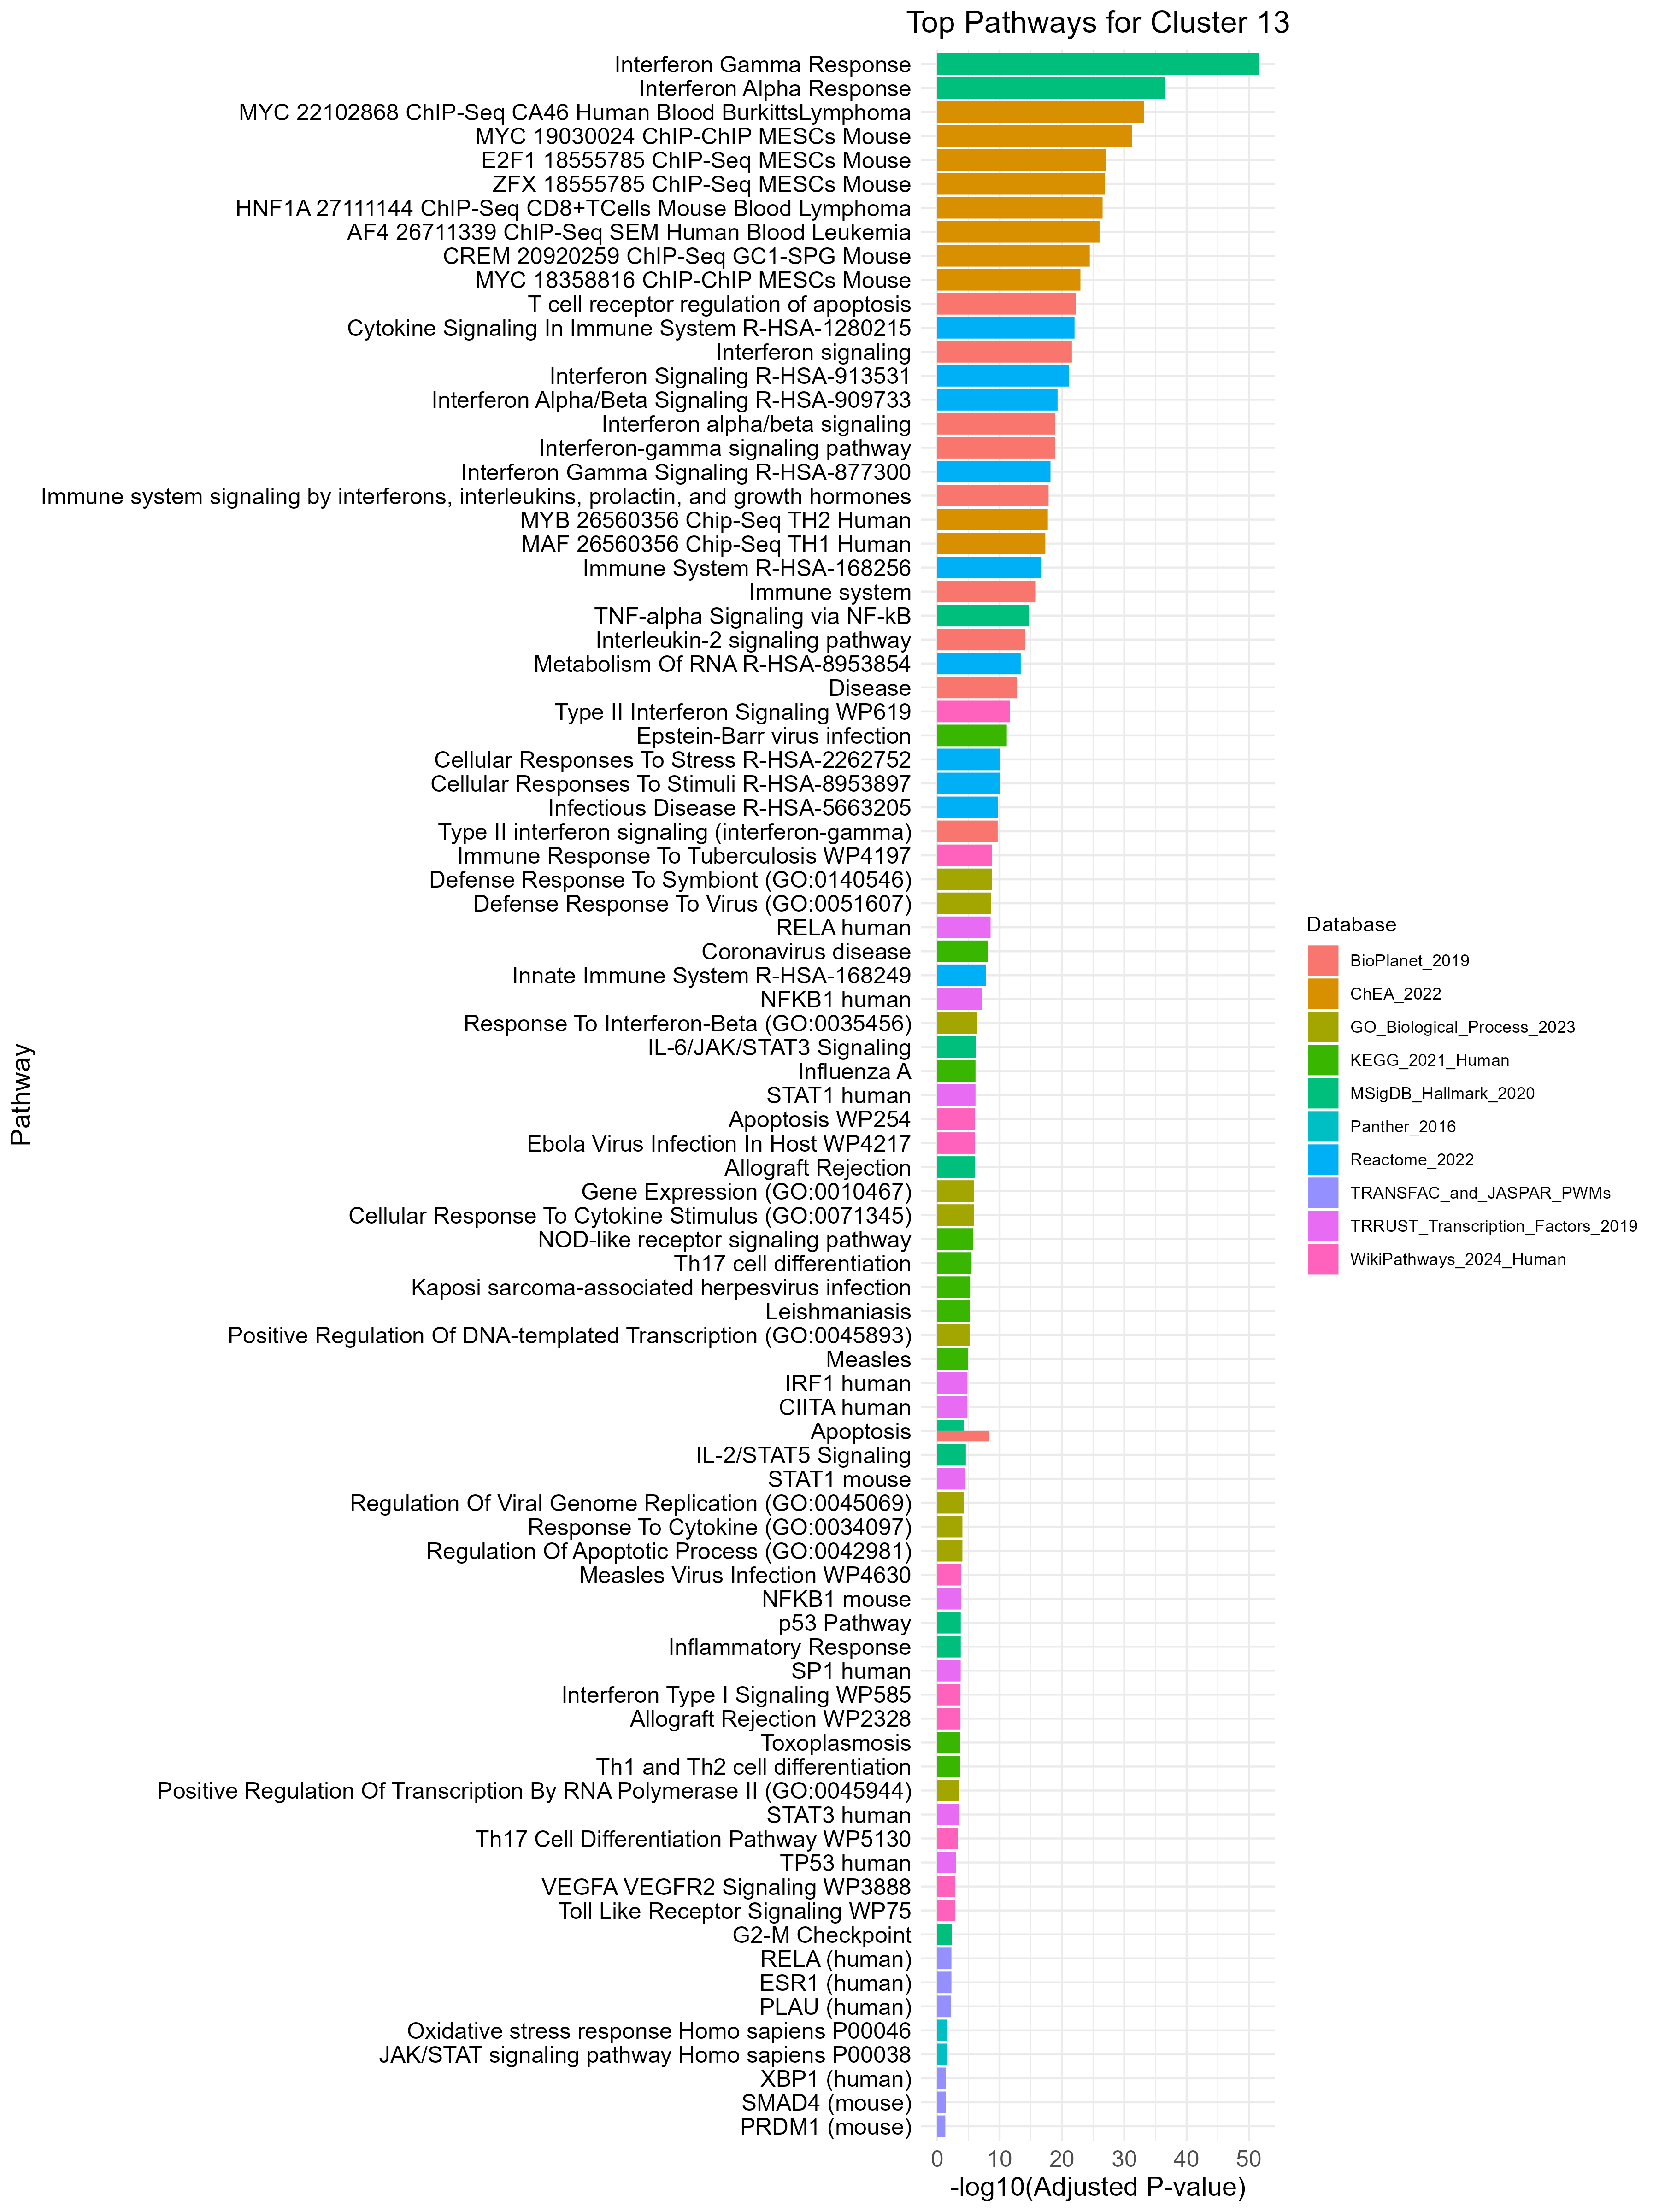 Top Pathways for Cluster 13
Interferon Gamma Response
Interferon Alpha Response
MYC 22102868 ChIP-Seq CA46 Human Blood BurkittsLymphoma
MYC 19030024 ChIP-ChIP MESCs Mouse
E2F1 18555785 ChIP-Seq MESCs Mouse
ZFX 18555785 ChIP-Seq MESCs Mouse
HNF1A 27111144 ChIP-Seq CD8+TCells Mouse Blood Lymphoma
AF4 26711339 ChIP-Seq SEM Human Blood Leukemia
CREM 20920259 ChIP-Seq GC1-SPG Mouse
MYC 18358816 ChIP-ChIP MESCs Mouse
T cell receptor regulation of apoptosis
Cytokine Signaling In Immune System R-HSA-1280215
Interferon signaling
Interferon Signaling R-HSA-913531
Interferon Alpha/Beta Signaling R-HSA-909733
Interferon alpha/beta signaling
Interferon-gamma signaling pathway
Interferon Gamma Signaling R-HSA-877300
Immune system signaling by interferons, interleukins, prolactin, and growth hormones
MYB 26560356 Chip-Seq TH2 Human
MAF 26560356 Chip-Seq TH1 Human
Immune System R-HSA-168256
Immune system
TNF-alpha Signaling via NF-kB
Interleukin-2 signaling pathway
Metabolism Of RNA R-HSA-8953854
Disease
Type II Interferon Signaling WP619
Epstein-Barr virus infection
Cellular Responses To Stress R-HSA-2262752
Cellular Responses To Stimuli R-HSA-8953897
Infectious Disease R-HSA-5663205
Type II interferon signaling (interferon-gamma)
Immune Response To Tuberculosis WP4197
Defense Response To Symbiont (GO:0140546)
Defense Response To Virus (GO:0051607)
RELA human
Coronavirus disease
Innate Immune System R-HSA-168249
NFKB1 human
Response To Interferon-Beta (GO:0035456)
IL-6/JAK/STAT3 Signaling
Influenza A
STAT1 human
Apoptosis WP254
Ebola Virus Infection In Host WP4217
Allograft Rejection
Gene Expression (GO:0010467)
Cellular Response To Cytokine Stimulus (GO:0071345)
NOD-like receptor signaling pathway
Th17 cell differentiation
Kaposi sarcoma-associated herpesvirus infection
Leishmaniasis
Positive Regulation Of DNA-templated Transcription (GO:0045893)
Measles
IRF1 human
CIITA human
Apoptosis
IL-2/STAT5 Signaling
STAT1 mouse
Regulation Of Viral Genome Replication (GO:0045069)
Response To Cytokine (GO:0034097)
Regulation Of Apoptotic Process (GO:0042981)
Measles Virus Infection WP4630
NFKB1 mouse
p53 Pathway
Inflammatory Response
SP1 human
Interferon Type I Signaling WP585
Allograft Rejection WP2328
Toxoplasmosis
Th1 and Th2 cell differentiation
Positive Regulation Of Transcription By RNA Polymerase II (GO:0045944)
STAT3 human
Th17 Cell Differentiation Pathway WP5130
TP53 human
VEGFA VEGFR2 Signaling WP3888
Toll Like Receptor Signaling WP75
G2-M Checkpoint
RELA (human)
ESR1 (human)
PLAU (human)
Oxidative stress response Homo sapiens P00046
JAK/STAT signaling pathway Homo sapiens P00038
XBP1 (human)
SMAD4 (mouse)
PRDM1 (mouse)
0 10 20 30 40 50
-log10(Adjusted P-value)
Pathway
Database
BioPlanet_2019
ChEA_2022
GO_Biological_Process_2023
KEGG_2021_Human
MSigDB_Hallmark_2020
Panther_2016
Reactome_2022
TRANSFAC_and_JASPAR_PWMs
TRRUST_Transcription_Factors_2019
WikiPathways_2024_Human